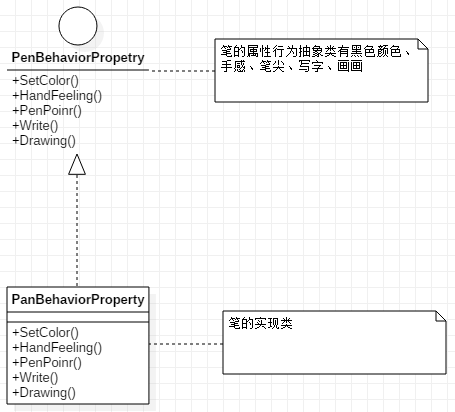 PenBehaviorPropetry
+SetColor()
+HandFeeling()
+PenPoinr()
+Write()
+Drawing()
笔的属性行为抽象类有黑色颜色、
手感、笔尖、写字、画画
PanBehaviorProperty
+SetColor()
+HandFeeling()
+PenPoinr()
+Write()
+Drawing()
笔的实现类